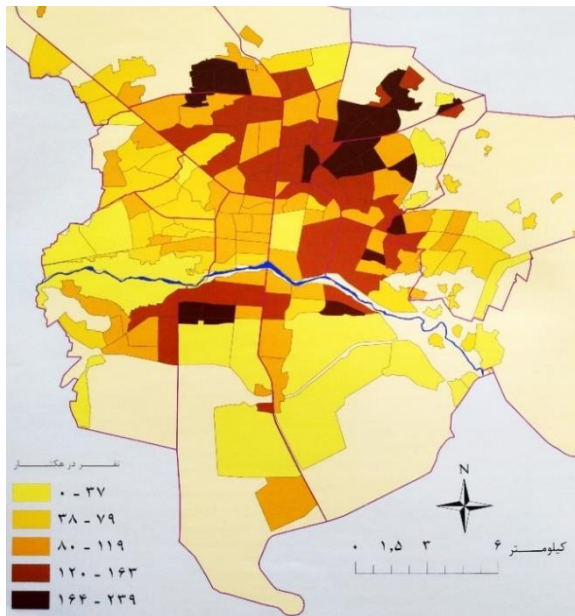 نفر در هکتار
۰ - ۳۷
۳۸ - ۷۹
۸۰ - ۱۱۹
۱۲۰ - ۱۶۳
۱۶۴ - ۲۳۹
N
۰ ۱,۵ ۳ ۶ کیلومتر